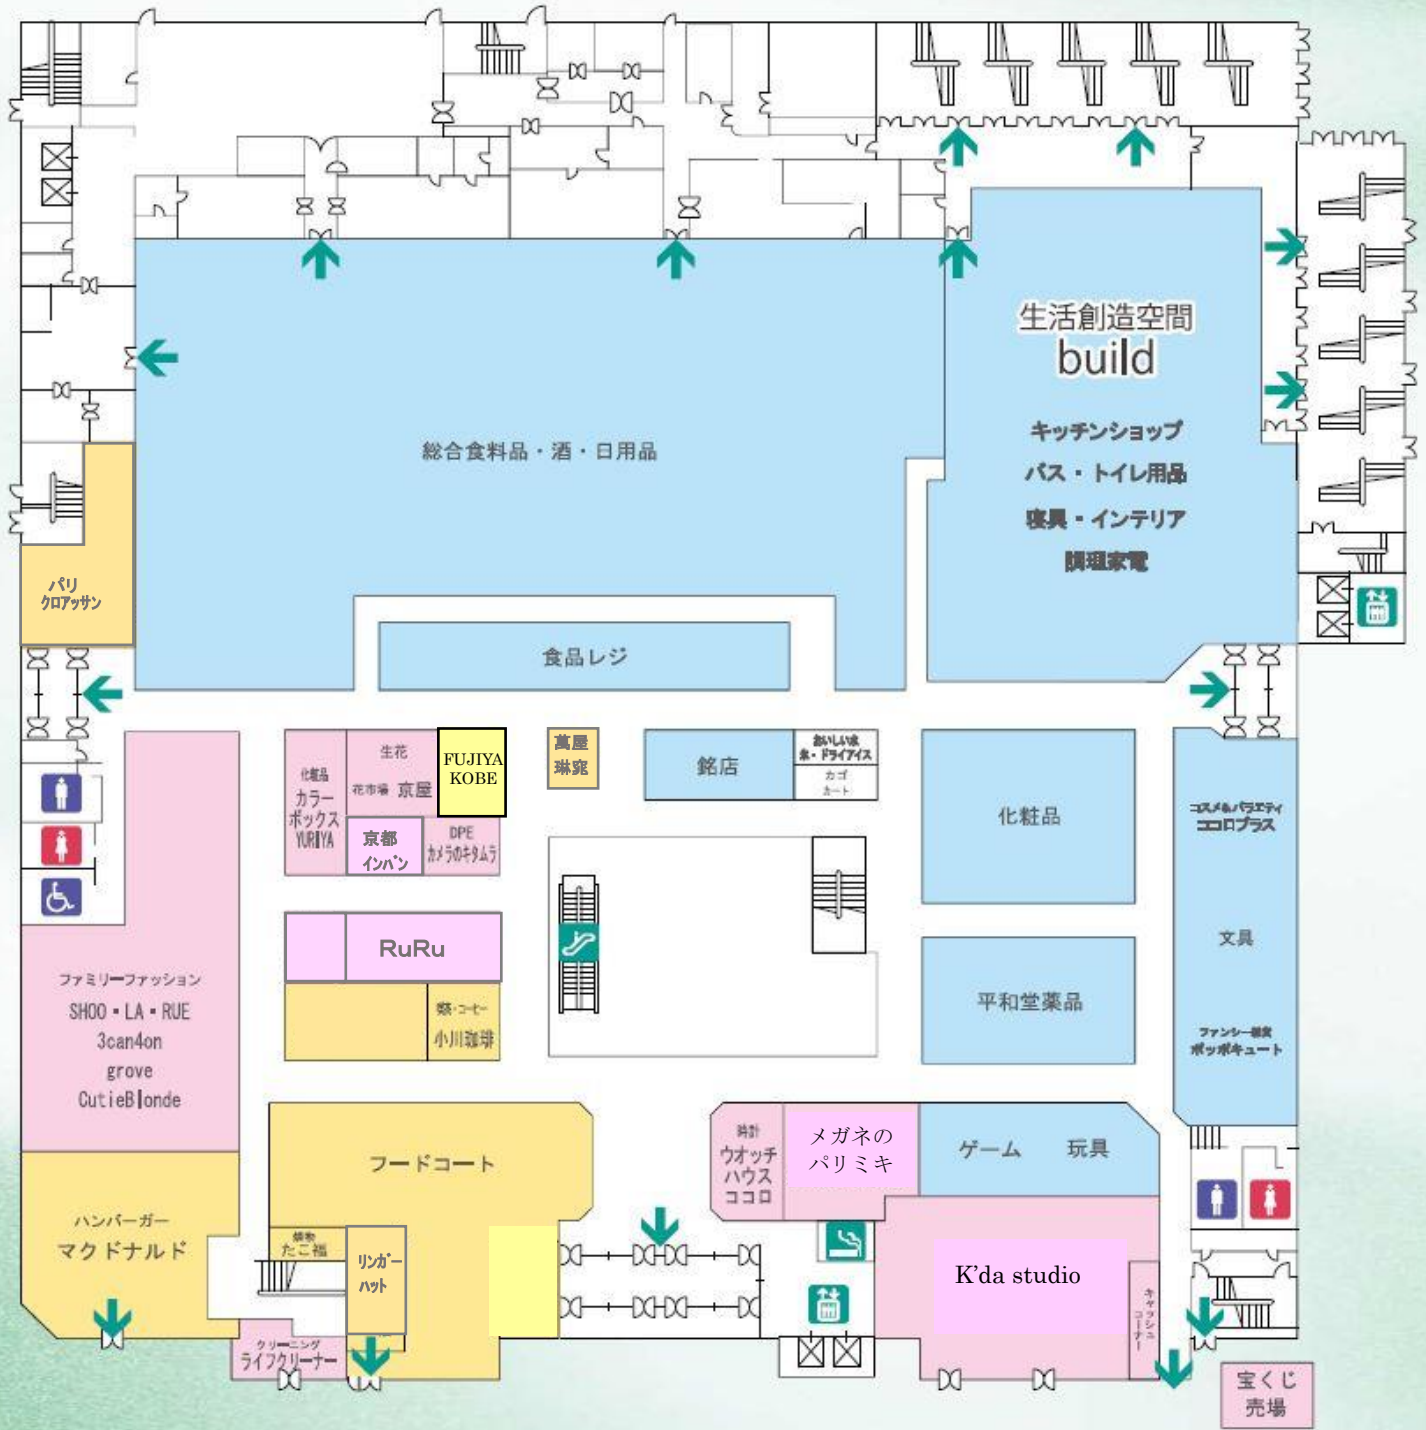 生活創造空間
build
キッチンショップ
バス・トイレ用品
寝具・インテリア
調理家電
総合食料品・酒・日用品
パリ
クロアッサン
食品レジ
化粧品
カラー
ボックス
YURIYA
生花
花市場 京屋
FUJIYA
KOBE
京都
インバン
DPE
カメラのキタムラ
萬屋
琳窕
銘店
おいしい水
氷・ドライアイス
カゴ
カート
化粧品
コスメ&バラエティ
ココロプラス
文具
ファンシー雑貨
ポッポキュート
RuRu
喫茶・コーヒー
小川珈琲
平和堂薬品
ファミリーファッション
SHOO・LA・RUE
3can4on
grove
CutieBlonde
ハンバーガー
マクドナルド
フードコート
焼物
たこ福
リンガー
ハット
クリーニング
ライフクリーナー
時計
ウオッチ
ハウス
ココロ
メガネの
パリミキ
ゲーム 玩具
K'da studio
キャッシュ
コーナー
宝くじ
売場